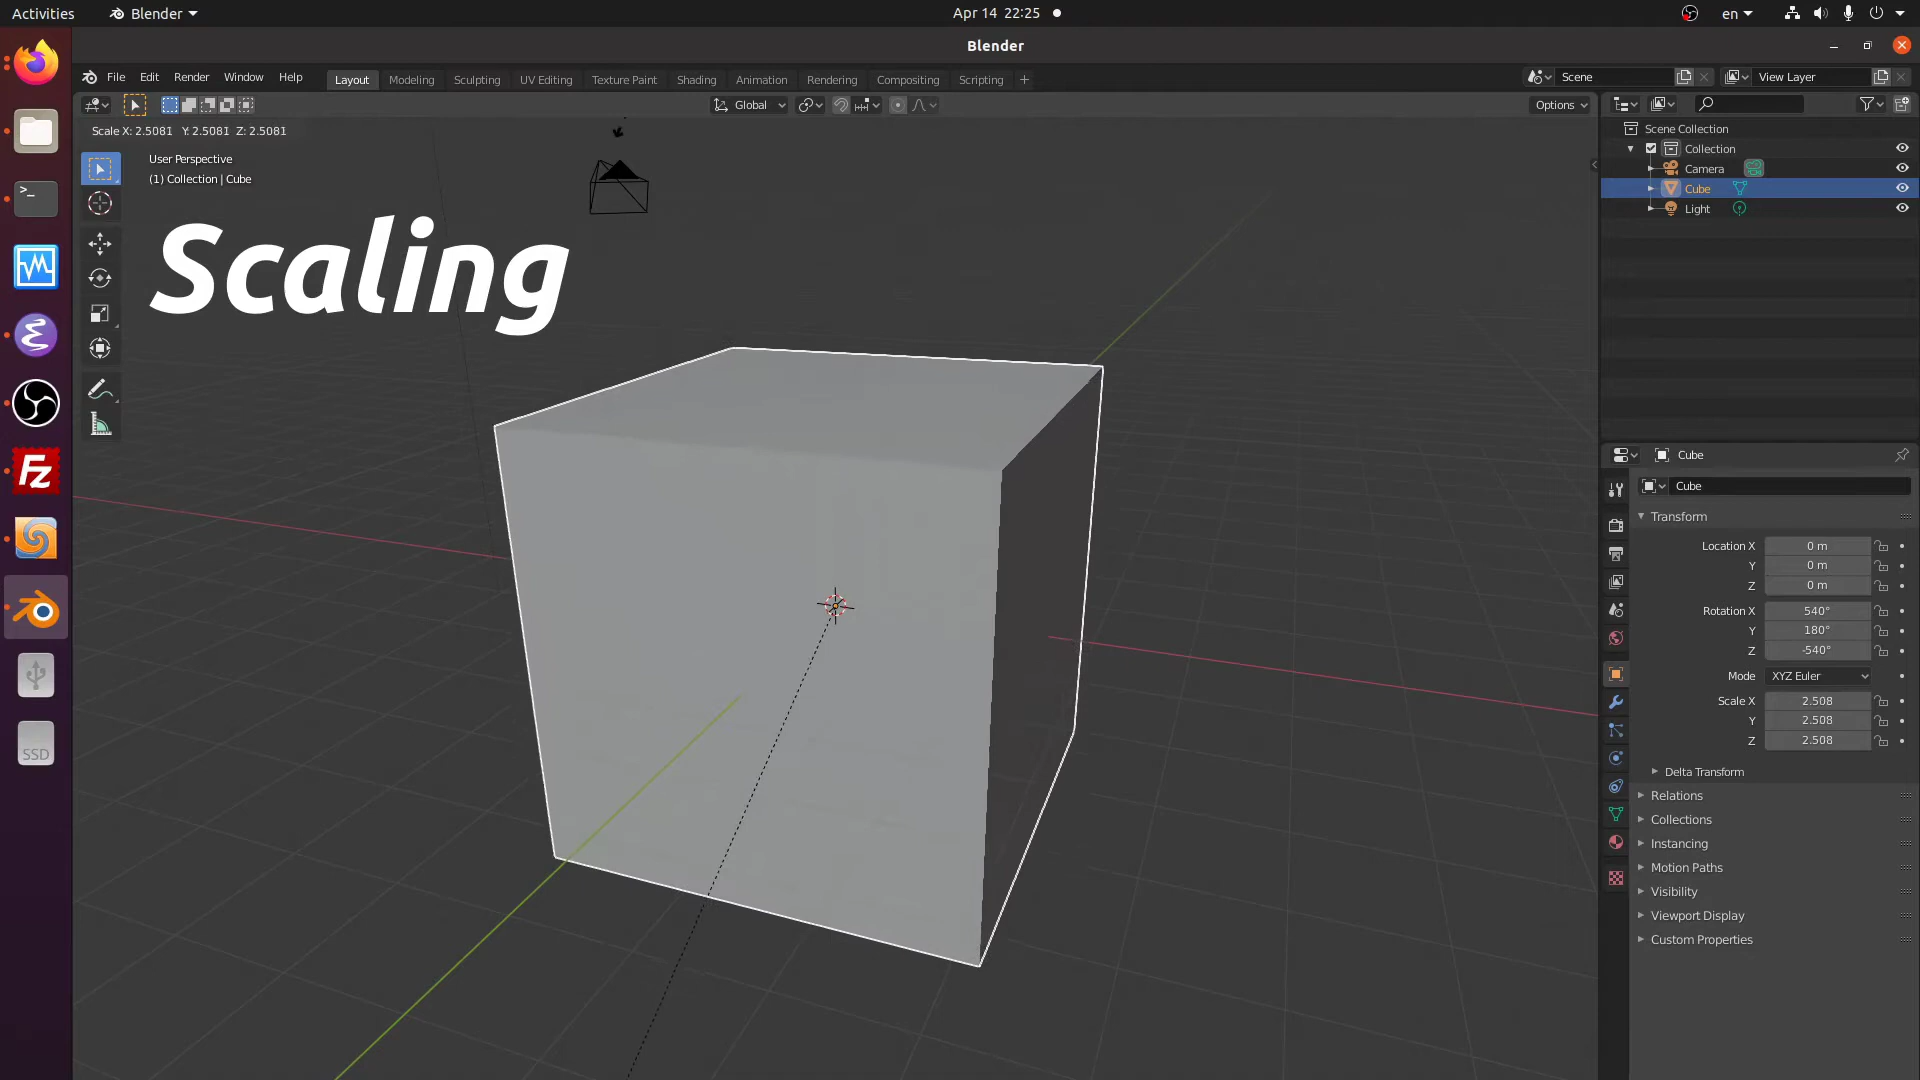 Activities
Blender
Apr 14 22:25
en
Blender
File Edit Render Window Help
Layout Modeling Sculpting UV Editing Texture Paint Shading Animation Rendering Compositing Scripting +
Scene
View Layer
Global
Options
Scale X: 2.5081 Y: 2.5081 Z: 2.5081
User Perspective
(1) Collection | Cube
Scaling
Scene Collection
Collection
Camera
Cube
Light
Cube
Cube
Transform
Location X 0 m
Y 0 m
Z 0 m
Rotation X 540°
Y 180°
Z -540°
Mode XYZ Euler
Scale X 2.508
Y 2.508
Z 2.508
Delta Transform
Relations
Collections
Instancing
Motion Paths
Visibility
Viewport Display
Custom Properties
Fz
SSD